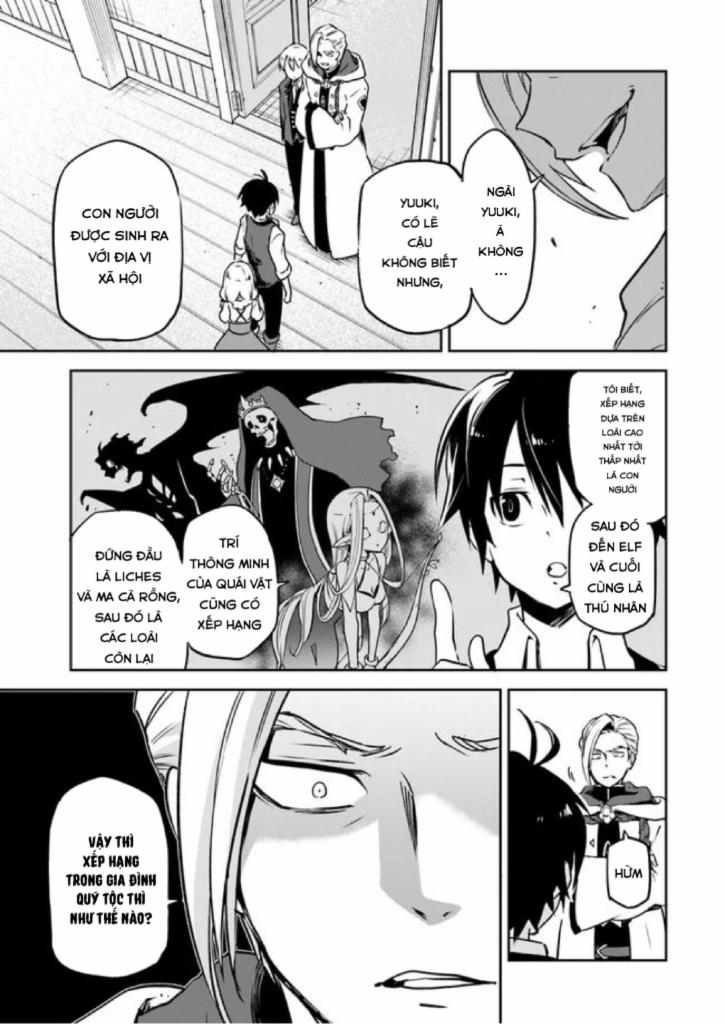 NGÀI
YUUKI,
À
KHÔNG
...
YUUKI,
CÓ LẼ
CẬU
KHÔNG BIẾT
NHƯNG,
CON NGƯỜI
ĐƯỢC SINH RA
VỚI ĐỊA VỊ
XÃ HỘI
TÔI BIẾT,
XẾP HẠNG
DỰA TRÊN
LOÀI CAO
NHẤT TỚI
THẤP NHẤT
LÀ CON
NGƯỜI
SAU ĐÓ
ĐẾN ELF
VÀ CUỐI
CÙNG LÀ
THÚ NHÂN
TRÍ
THÔNG MINH
CỦA QUÁI VẬT
CŨNG CÓ
XẾP HẠNG
ĐỨNG ĐẦU
LÀ LICHES
VÀ MA CÀ RỒNG,
SAU ĐÓ LÀ
CÁC LOÀI
CÒN LẠI
HỪM
VẬY THÌ
XẾP HẠNG
TRONG GIA ĐÌNH
QUÝ TỘC THÌ
NHƯ THẾ NÀO?